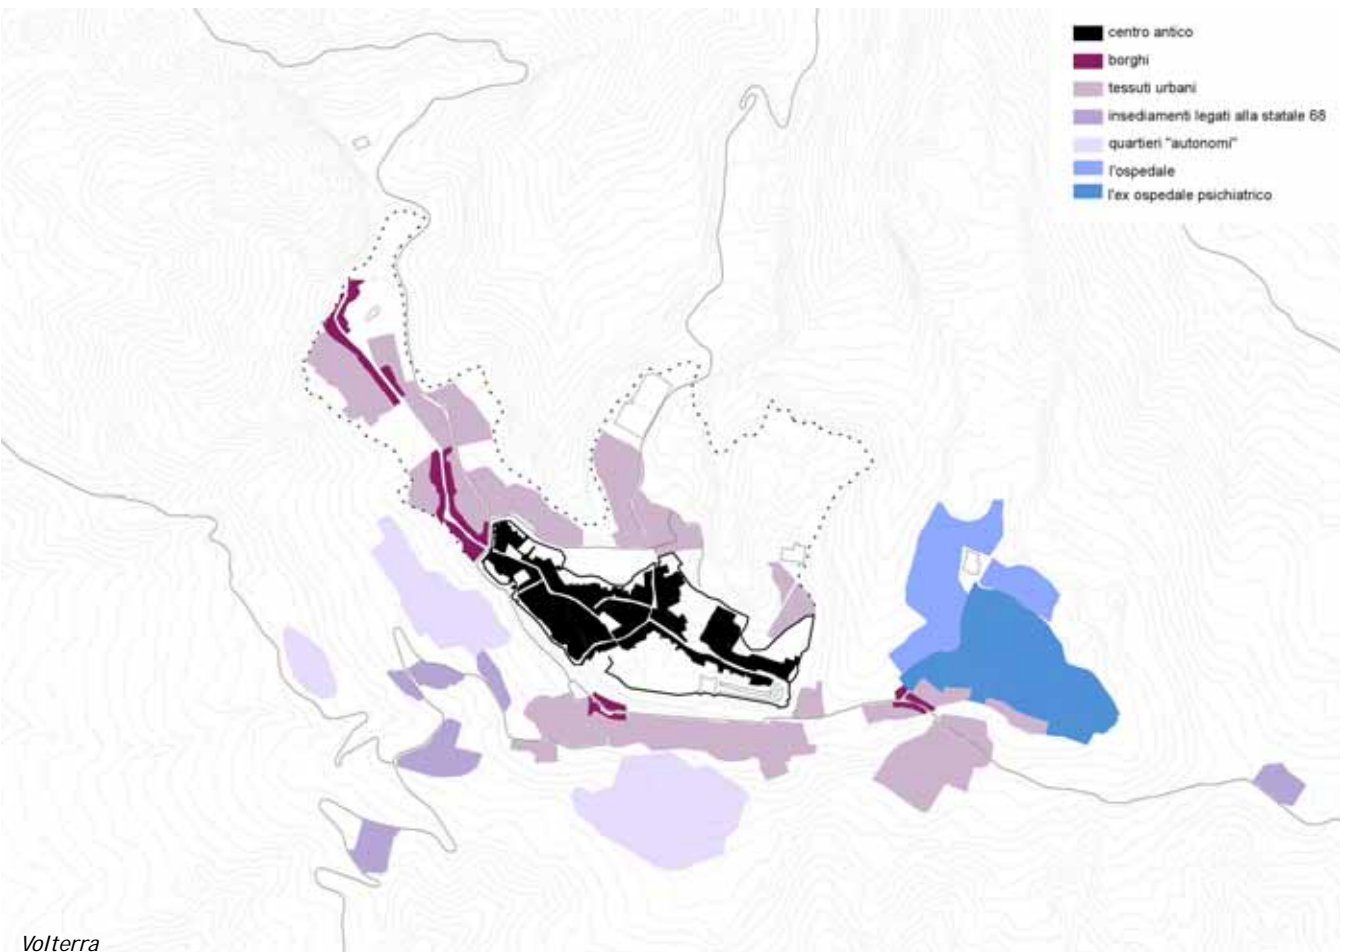 centro antico
borghi
tessuti urbani
insediamenti legati alla statale 68
quartieri "autonomi"
l'ospedale
l'ex ospedale psichiatrico
Volterra